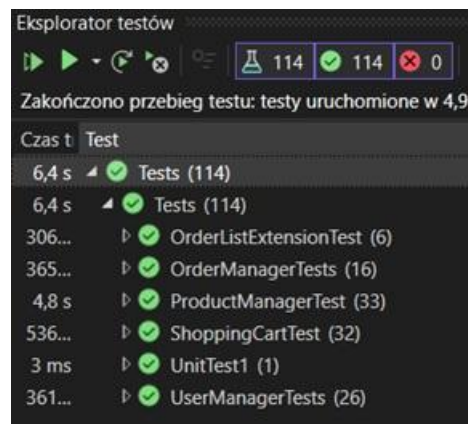 Eksplorator testów
114 114 0
Zakończono przebieg testu: testy uruchomione w 4,9
Czas t Test
6,4 s Tests (114)
6,4 s Tests (114)
306... OrderListExtensionTest (6)
365... OrderManagerTests (16)
4,8 s ProductManagerTest (33)
536... ShoppingCartTest (32)
3 ms UnitTest1 (1)
361... UserManagerTests (26)